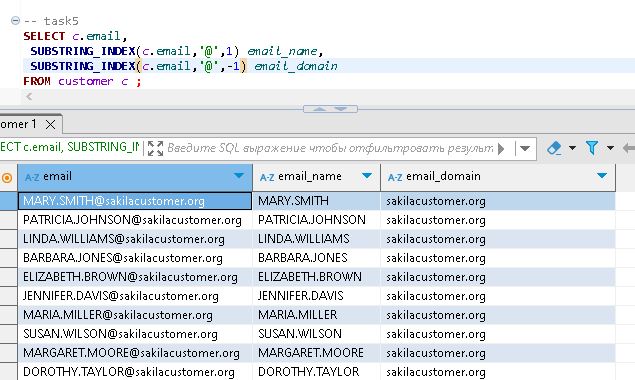 -- task5
SELECT c.email,
SUBSTRING_INDEX(c.email,'@',1) email_name,
SUBSTRING_INDEX(c.email,'@',-1) email_domain
FROM customer c ;
omer 1
ECT c.email, SUBSTRING_IN Введите SQL выражение чтобы отфильтровать результ
A-Z email A-Z email_name A-Z email_domain
MARY.SMITH@sakilacustomer.org MARY.SMITH sakilacustomer.org
PATRICIA.JOHNSON@sakilacustomer.org PATRICIA.JOHNSON sakilacustomer.org
LINDA.WILLIAMS@sakilacustomer.org LINDA.WILLIAMS sakilacustomer.org
BARBARA.JONES@sakilacustomer.org BARBARA.JONES sakilacustomer.org
ELIZABETH.BROWN@sakilacustomer.org ELIZABETH.BROWN sakilacustomer.org
JENNIFER.DAVIS@sakilacustomer.org JENNIFER.DAVIS sakilacustomer.org
MARIA.MILLER@sakilacustomer.org MARIA.MILLER sakilacustomer.org
SUSAN.WILSON@sakilacustomer.org SUSAN.WILSON sakilacustomer.org
MARGARET.MOORE@sakilacustomer.org MARGARET.MOORE sakilacustomer.org
DOROTHY.TAYLOR@sakilacustomer.org DOROTHY.TAYLOR sakilacustomer.org